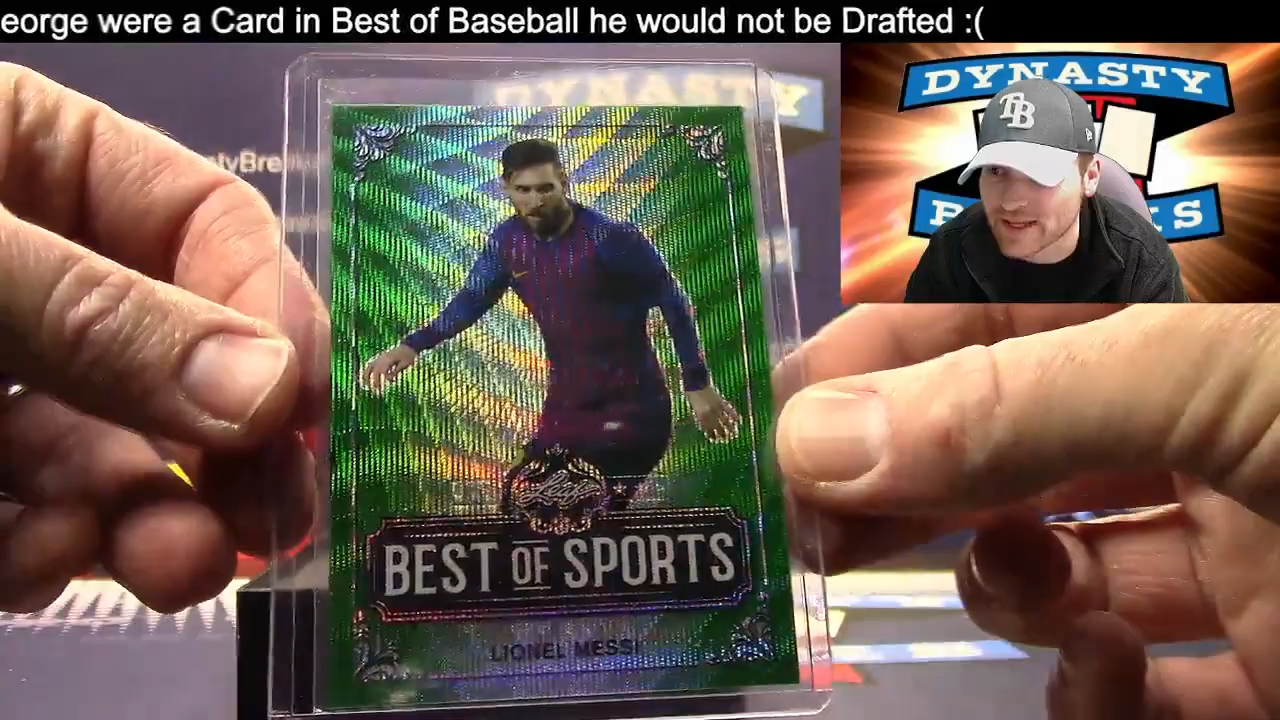 eorge were a Card in Best of Baseball he would not be Drafted :(
DYNASTY
DYNASTY
TB
Leaf
BEST OF SPORTS
LIONEL MESSI